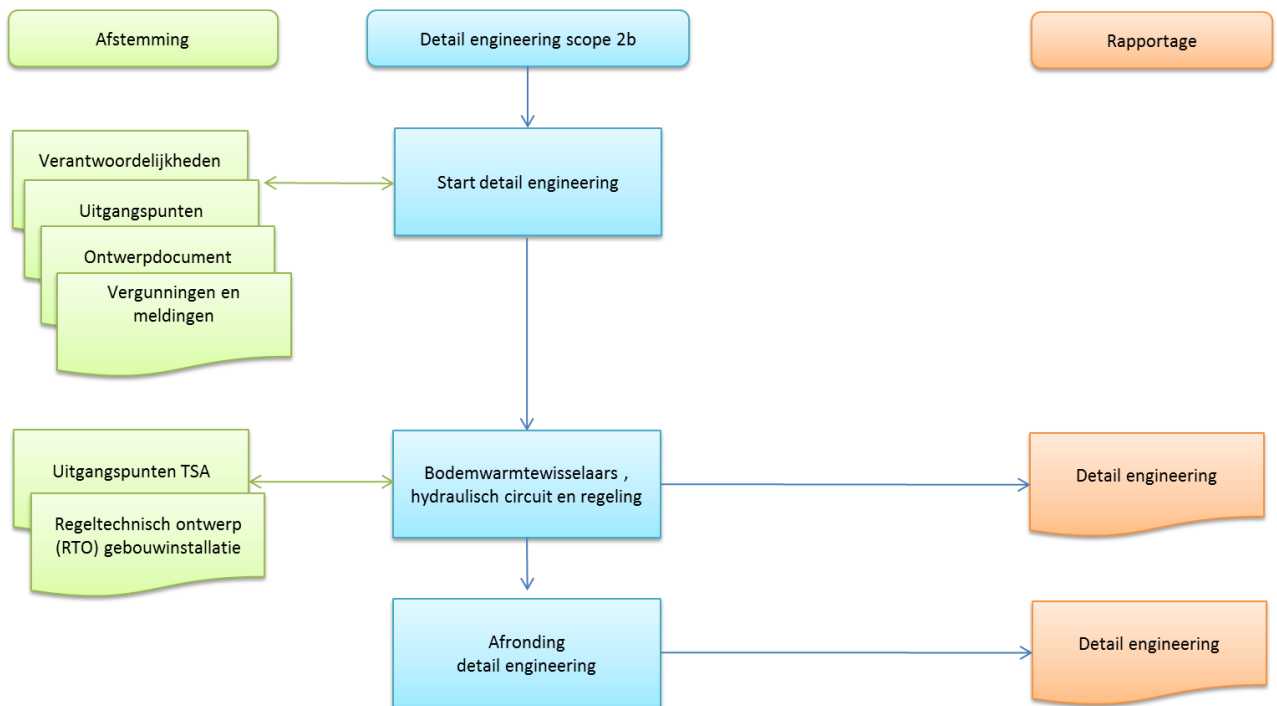 Afstemming
Detail engineering scope 2b
Rapportage
Verantwoordelijkheden
Uitgangspunten
Ontwerpdocument
Vergunningen en
meldingen
Start detail engineering
Uitgangspunten TSA
Regeltechnisch ontwerp
(RTO) gebouwinstallatie
Bodemwarmtewisselaars ,
hydraulisch circuit en regeling
Detail engineering
Afronding
detail engineering
Detail engineering